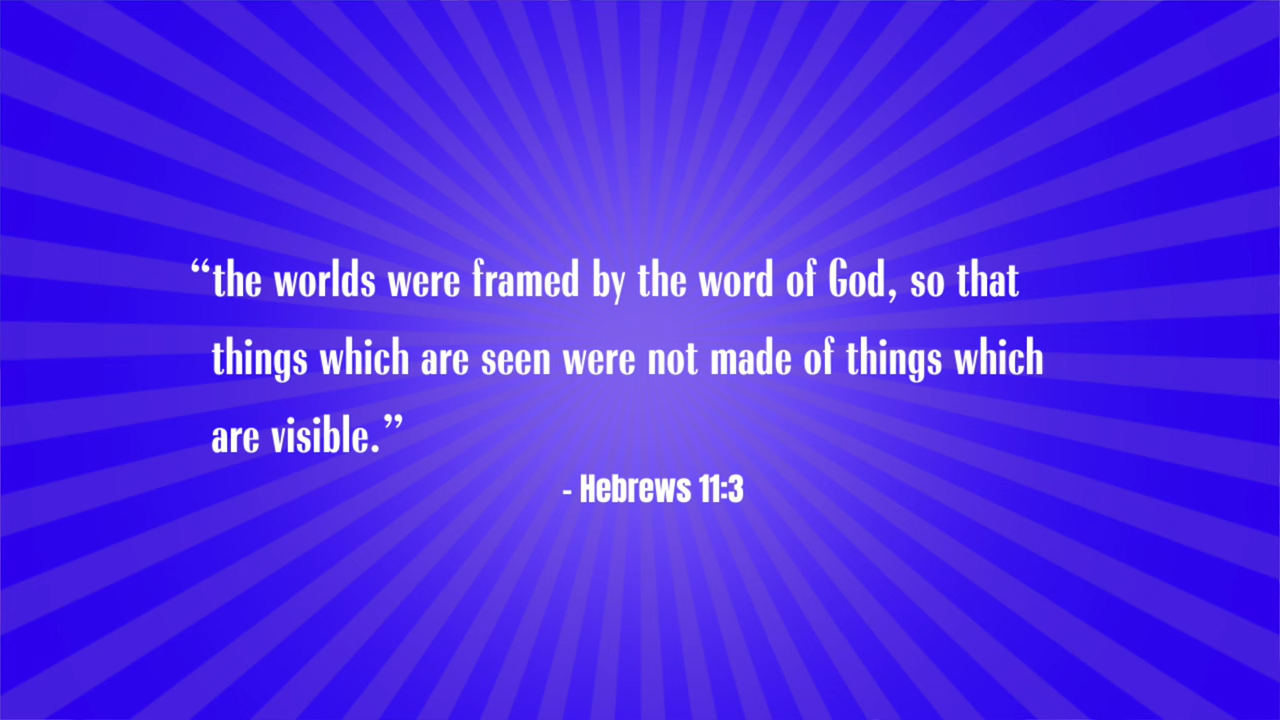 “the worlds were framed by the word of God, so that
things which are seen were not made of things which
are visible.”
- Hebrews 11:3